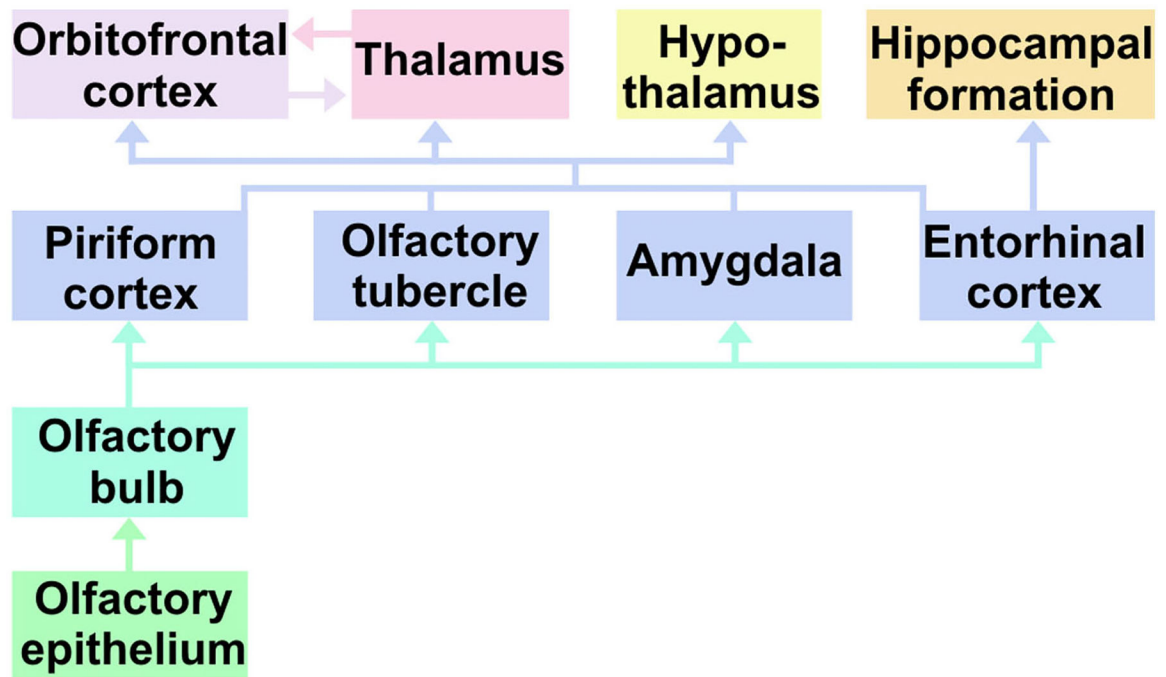 Orbitofrontal
cortex
Thalamus
Hypo-
thalamus
Hippocampal
formation
Piriform
cortex
Olfactory
tubercle
Amygdala
Entorhinal
cortex
Olfactory
bulb
Olfactory
epithelium